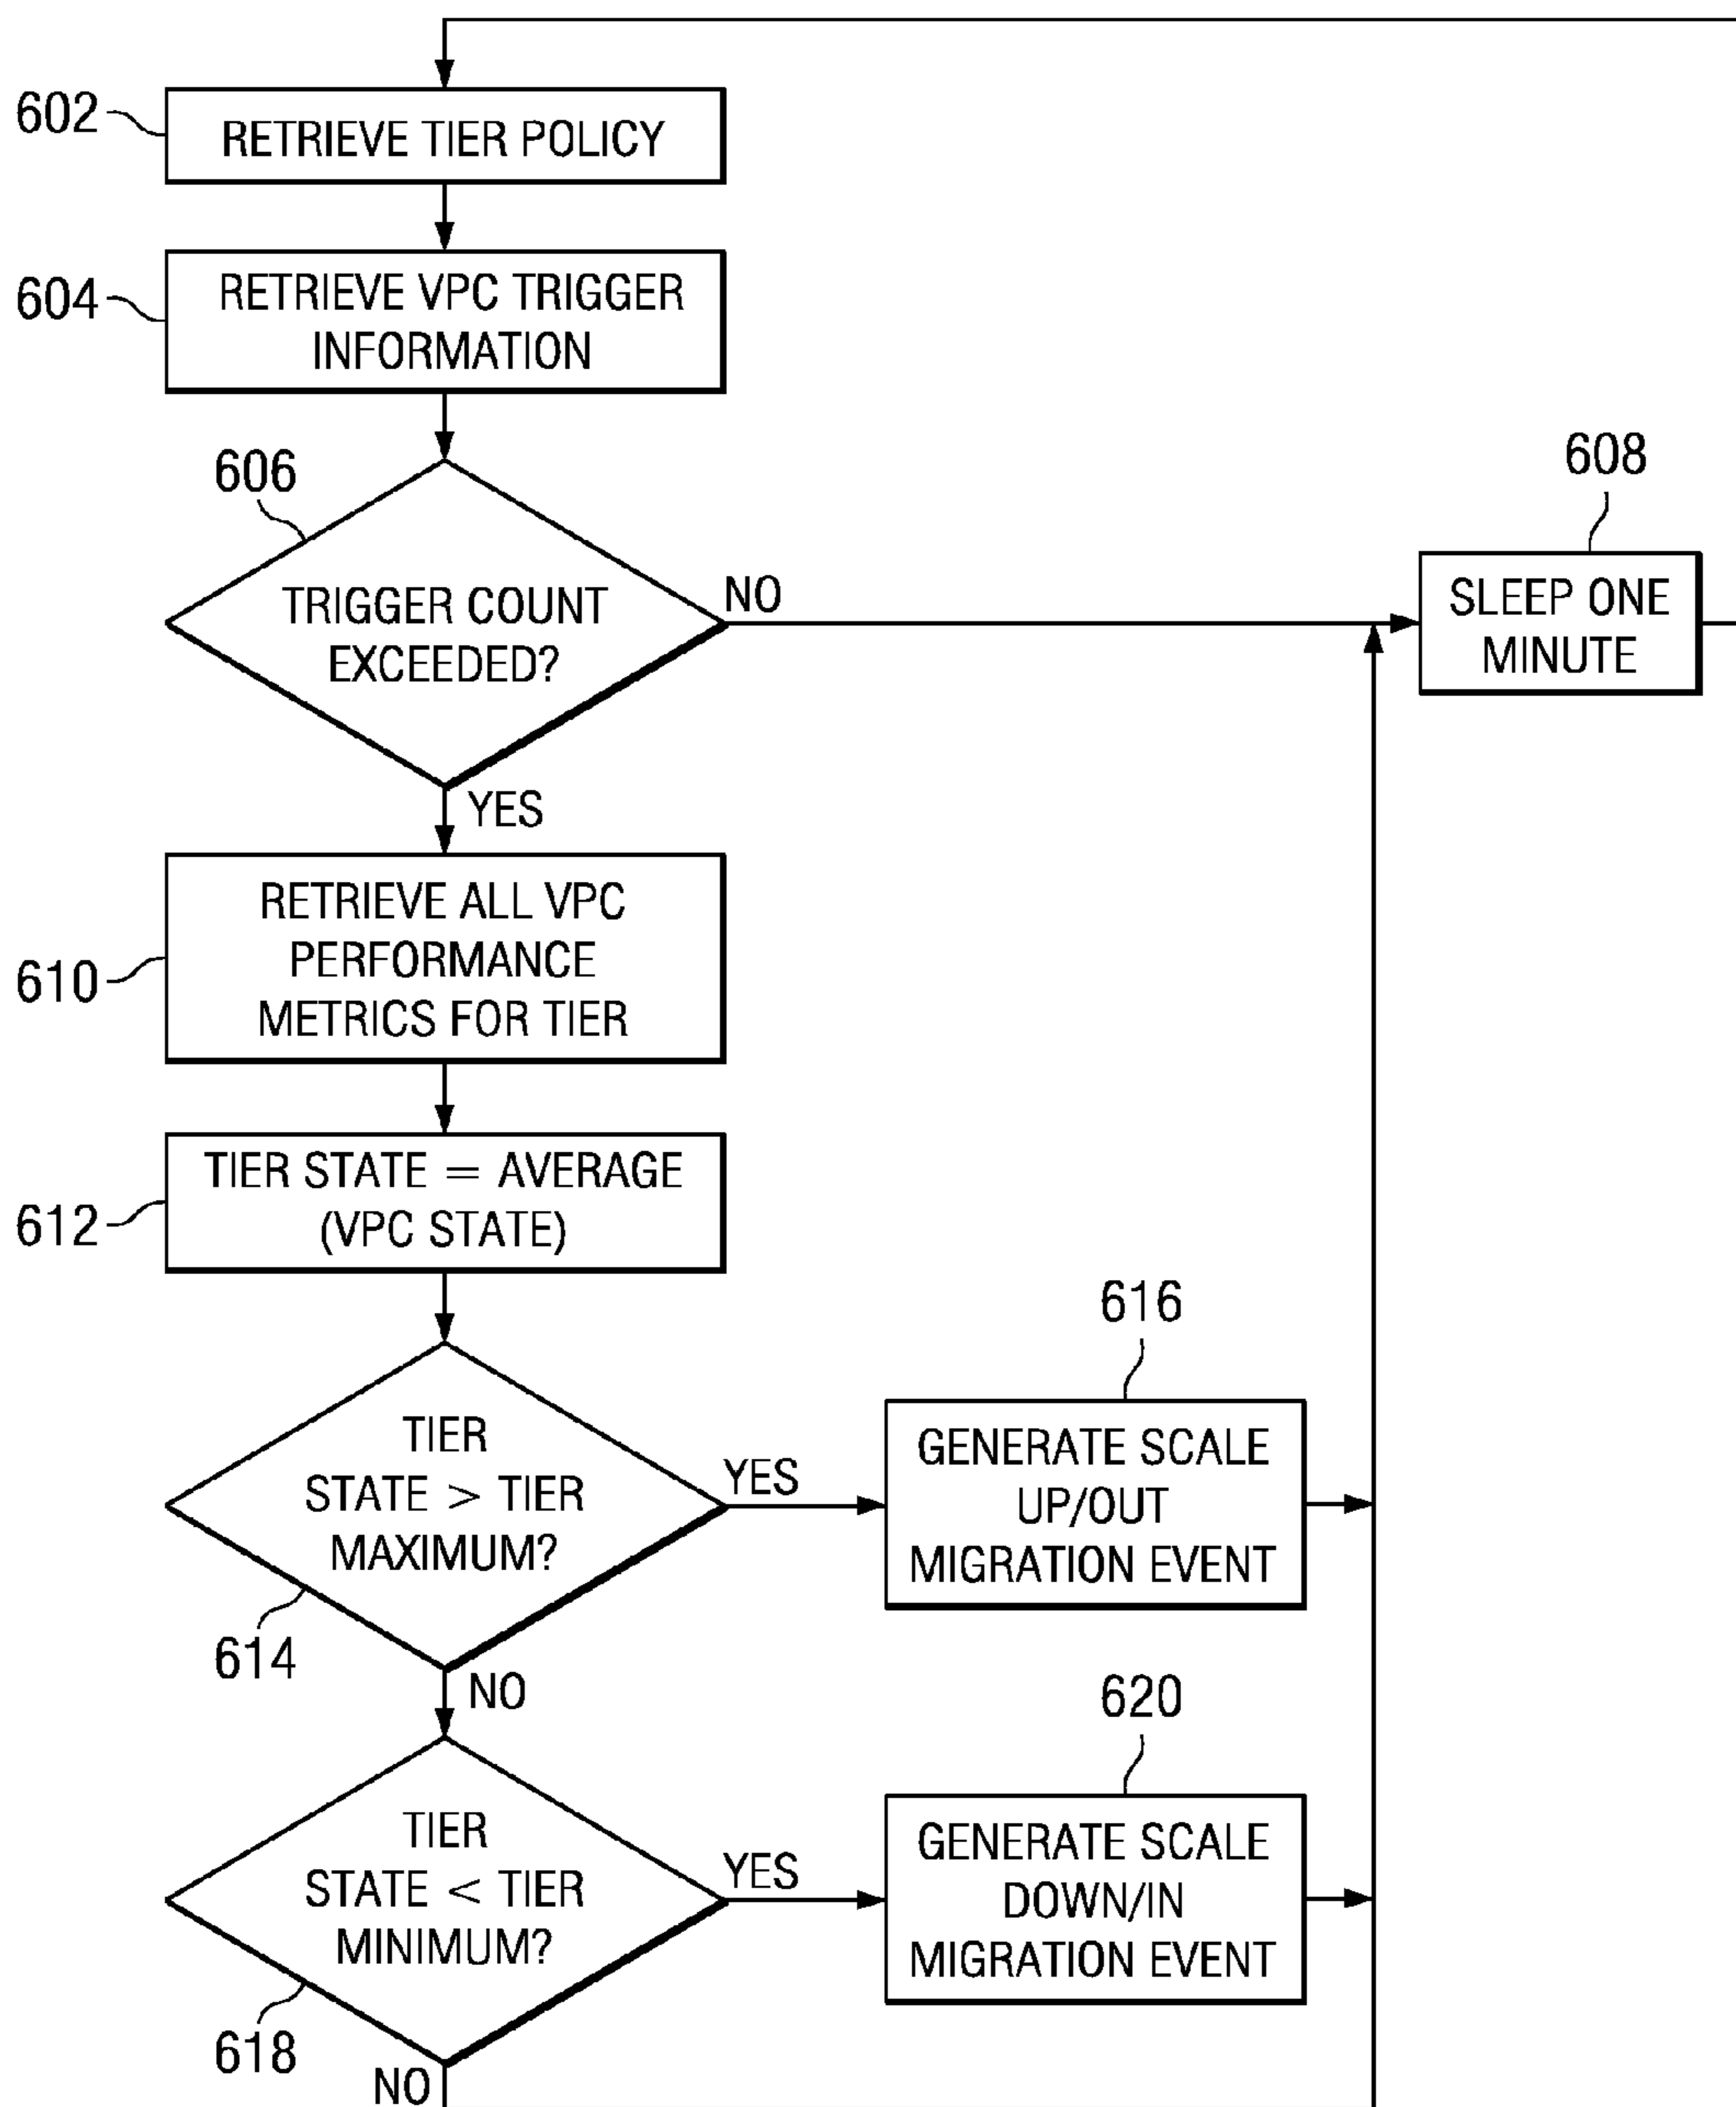 602
RETRIEVE TIER POLICY
604
RETRIEVE VPC TRIGGER
INFORMATION
606
TRIGGER COUNT
EXCEEDED?
NO
608
SLEEP ONE
MINUTE
YES
610
RETRIEVE ALL VPC
PERFORMANCE
METRICS FOR TIER
612
TIER STATE = AVERAGE
(VPC STATE)
614
TIER
STATE > TIER
MAXIMUM?
YES
616
GENERATE SCALE
UP/OUT
MIGRATION EVENT
NO
618
TIER
STATE < TIER
MINIMUM?
YES
620
GENERATE SCALE
DOWN/IN
MIGRATION EVENT
NO